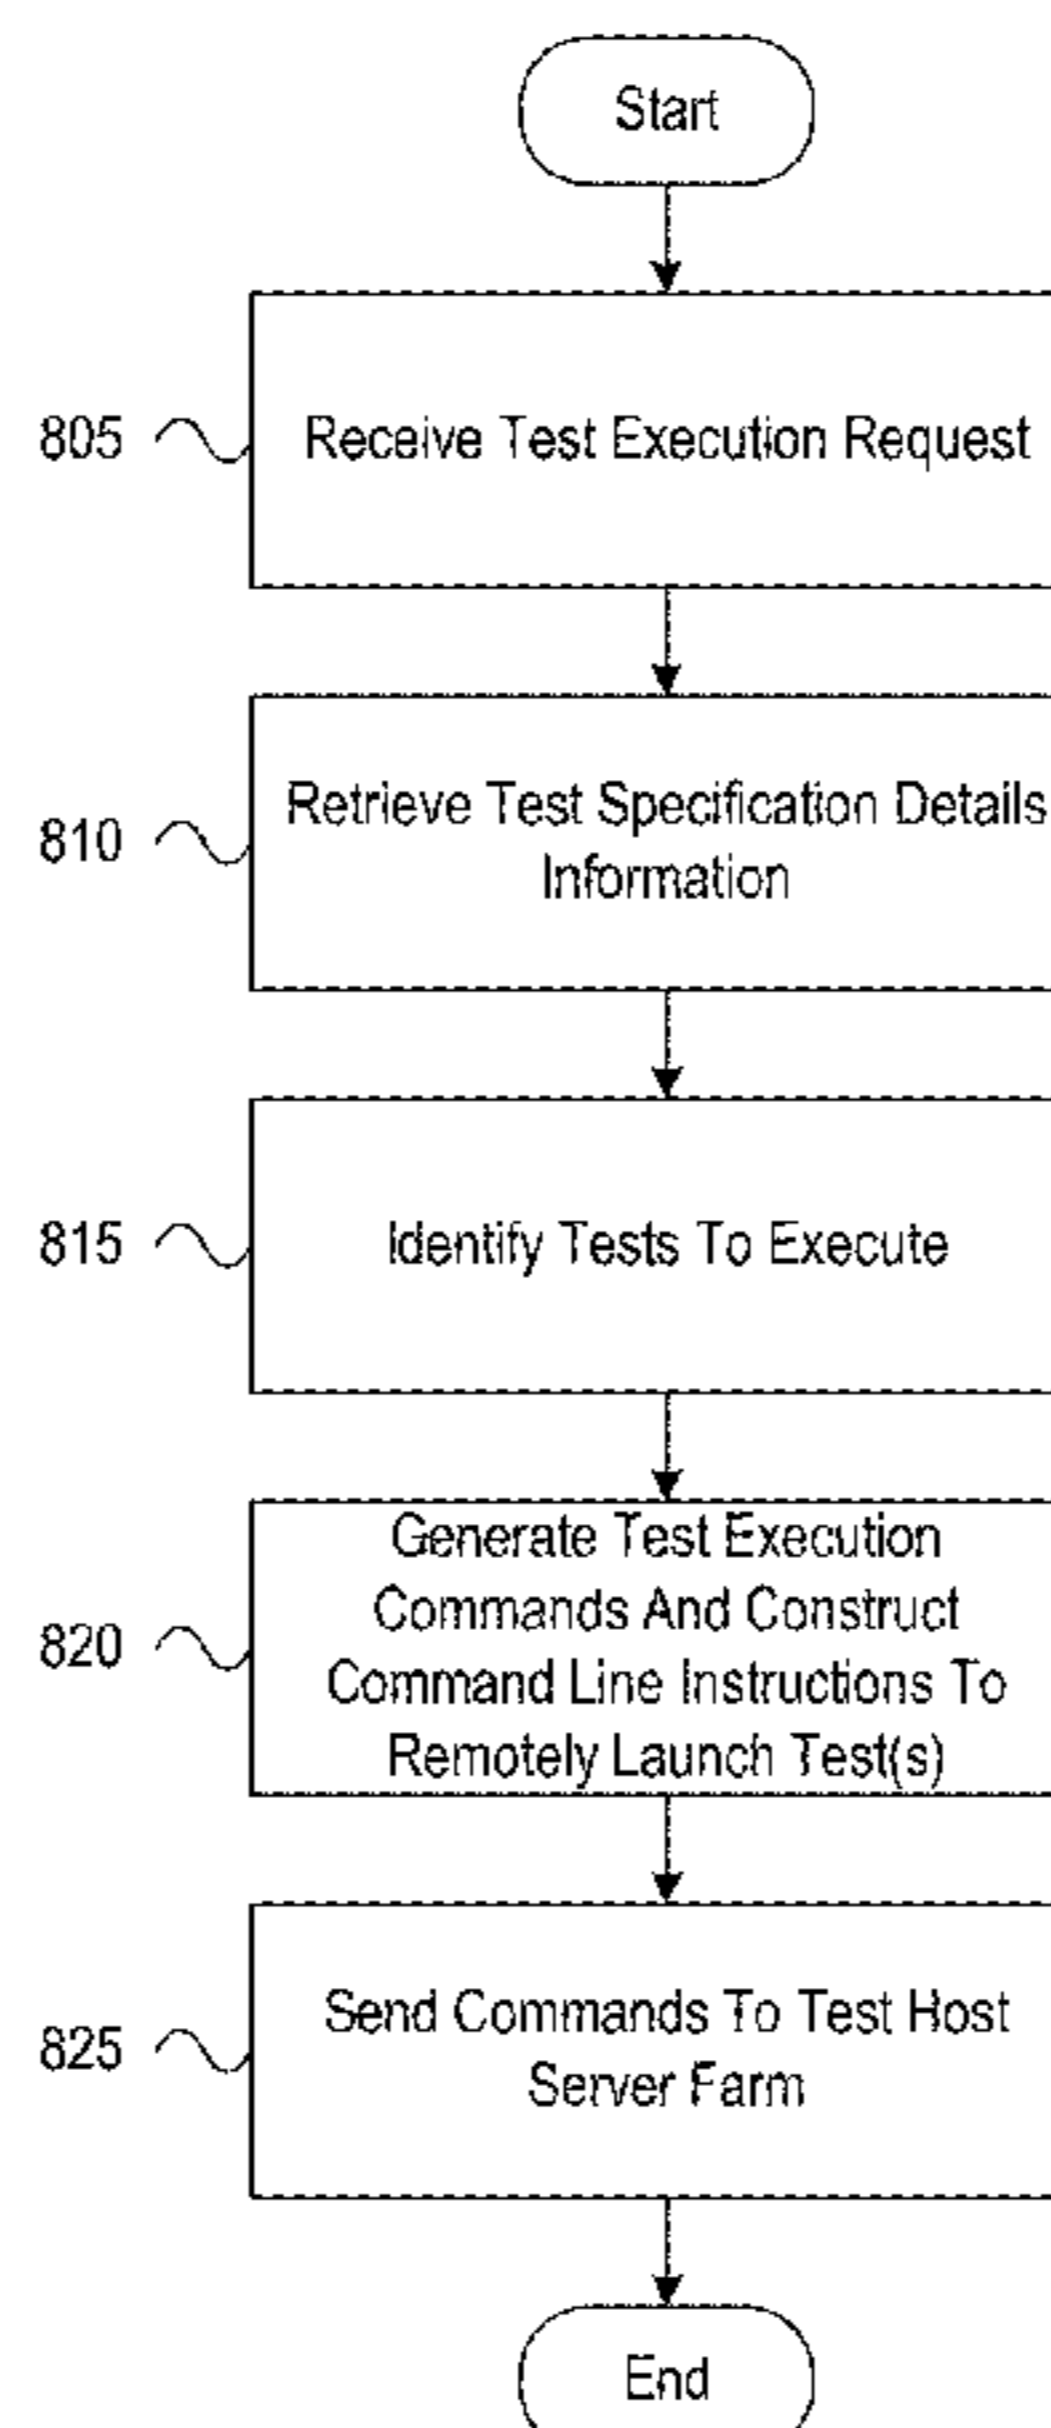 Start
805
Receive Test Execution Request
810
Retrieve Test Specification Details
Information
815
Identify Tests To Execute
820
Generate Test Execution
Commands And Construct
Command Line Instructions To
Remotely Launch Test(s)
825
Send Commands To Test Host
Server Farm
End